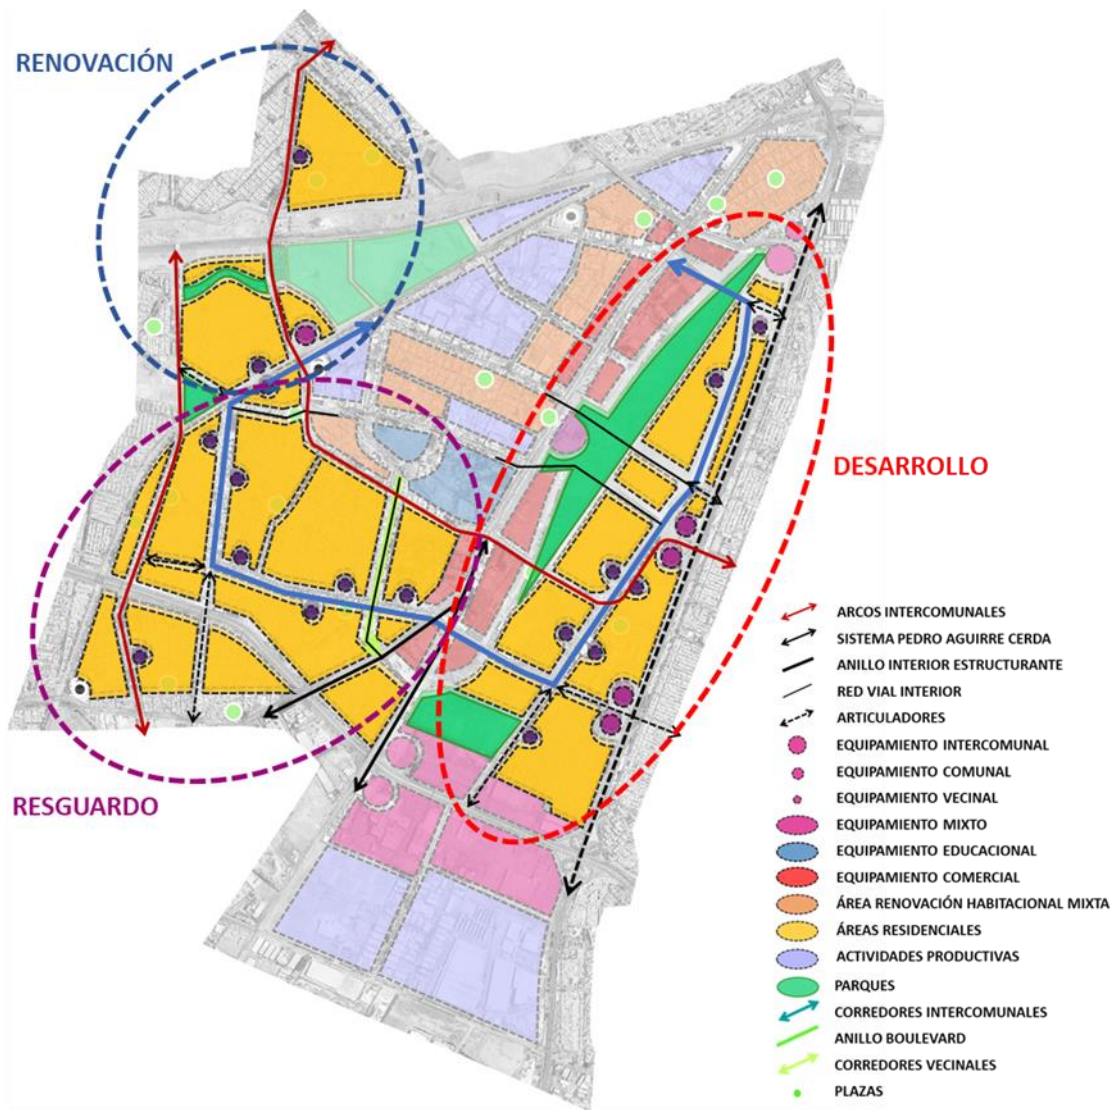 RENOVACIÓN
DESARROLLO
RESGUARDO
ARCOS INTERCOMUNALES
SISTEMA PEDRO AGUIRRE CERDA
ANILLO INTERIOR ESTRUCTURANTE
RED VIAL INTERIOR
ARTICULADORES
EQUIPAMIENTO INTERCOMUNAL
EQUIPAMIENTO COMUNAL
EQUIPAMIENTO VECINAL
EQUIPAMIENTO MIXTO
EQUIPAMIENTO EDUCACIONAL
EQUIPAMIENTO COMERCIAL
ÁREA RENOVACIÓN HABITACIONAL MIXTA
ÁREAS RESIDENCIALES
ACTIVIDADES PRODUCTIVAS
PARQUES
CORREDORES INTERCOMUNALES
ANILLO BOULEVARD
CORREDORES VECINALES
PLAZAS